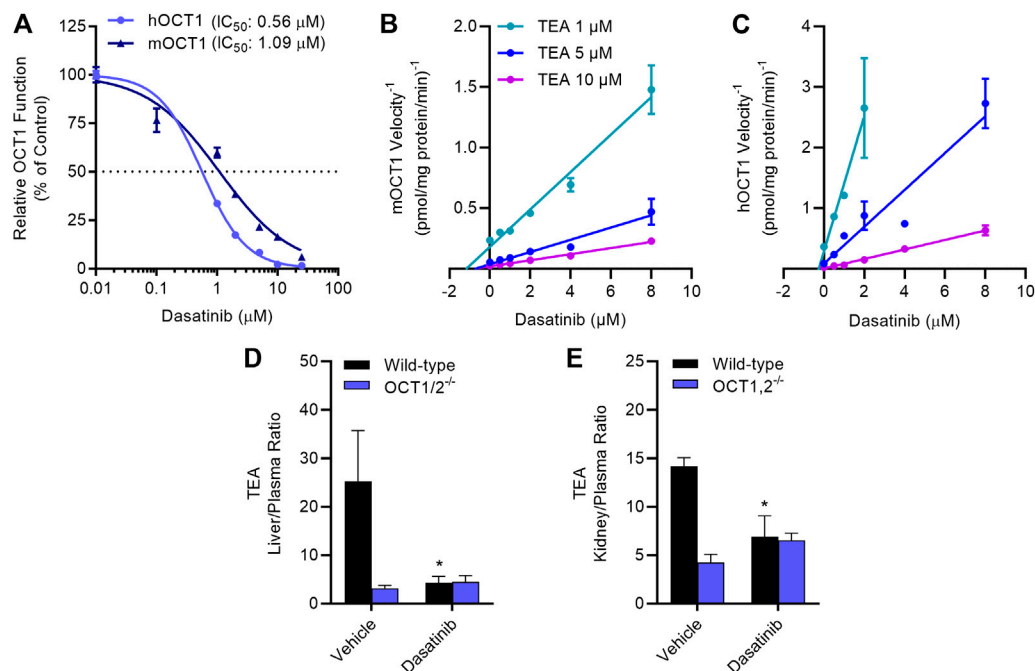 A
hOCT1 (IC50: 0.56 μM)
mOCT1 (IC50: 1.09 μM)
Relative OCT1 Function
(% of Control)
125
100
75
50
25
0
0.01 0.1 1 10 100
Dasatinib (μM)
B
TEA 1 μM
TEA 5 μM
TEA 10 μM
mOCT1 Velocity-1
(pmol/mg protein/min)-1
2.0
1.5
1.0
0.5
-2 0 2 4 6 8 10
Dasatinib (μM)
C
hOCT1 Velocity-1
(pmol/mg protein/min)-1
4
3
2
1
-2 0 2 4 6 8 10
Dasatinib (μM)
D
Wild-type
OCT1/2-/-
TEA
Liver/Plasma Ratio
50
40
30
20
10
0
*
Vehicle
Dasatinib
E
Wild-type
OCT1,2-/-
TEA
Kidney/Plasma Ratio
25
20
15
10
5
0
*
Vehicle
Dasatinib